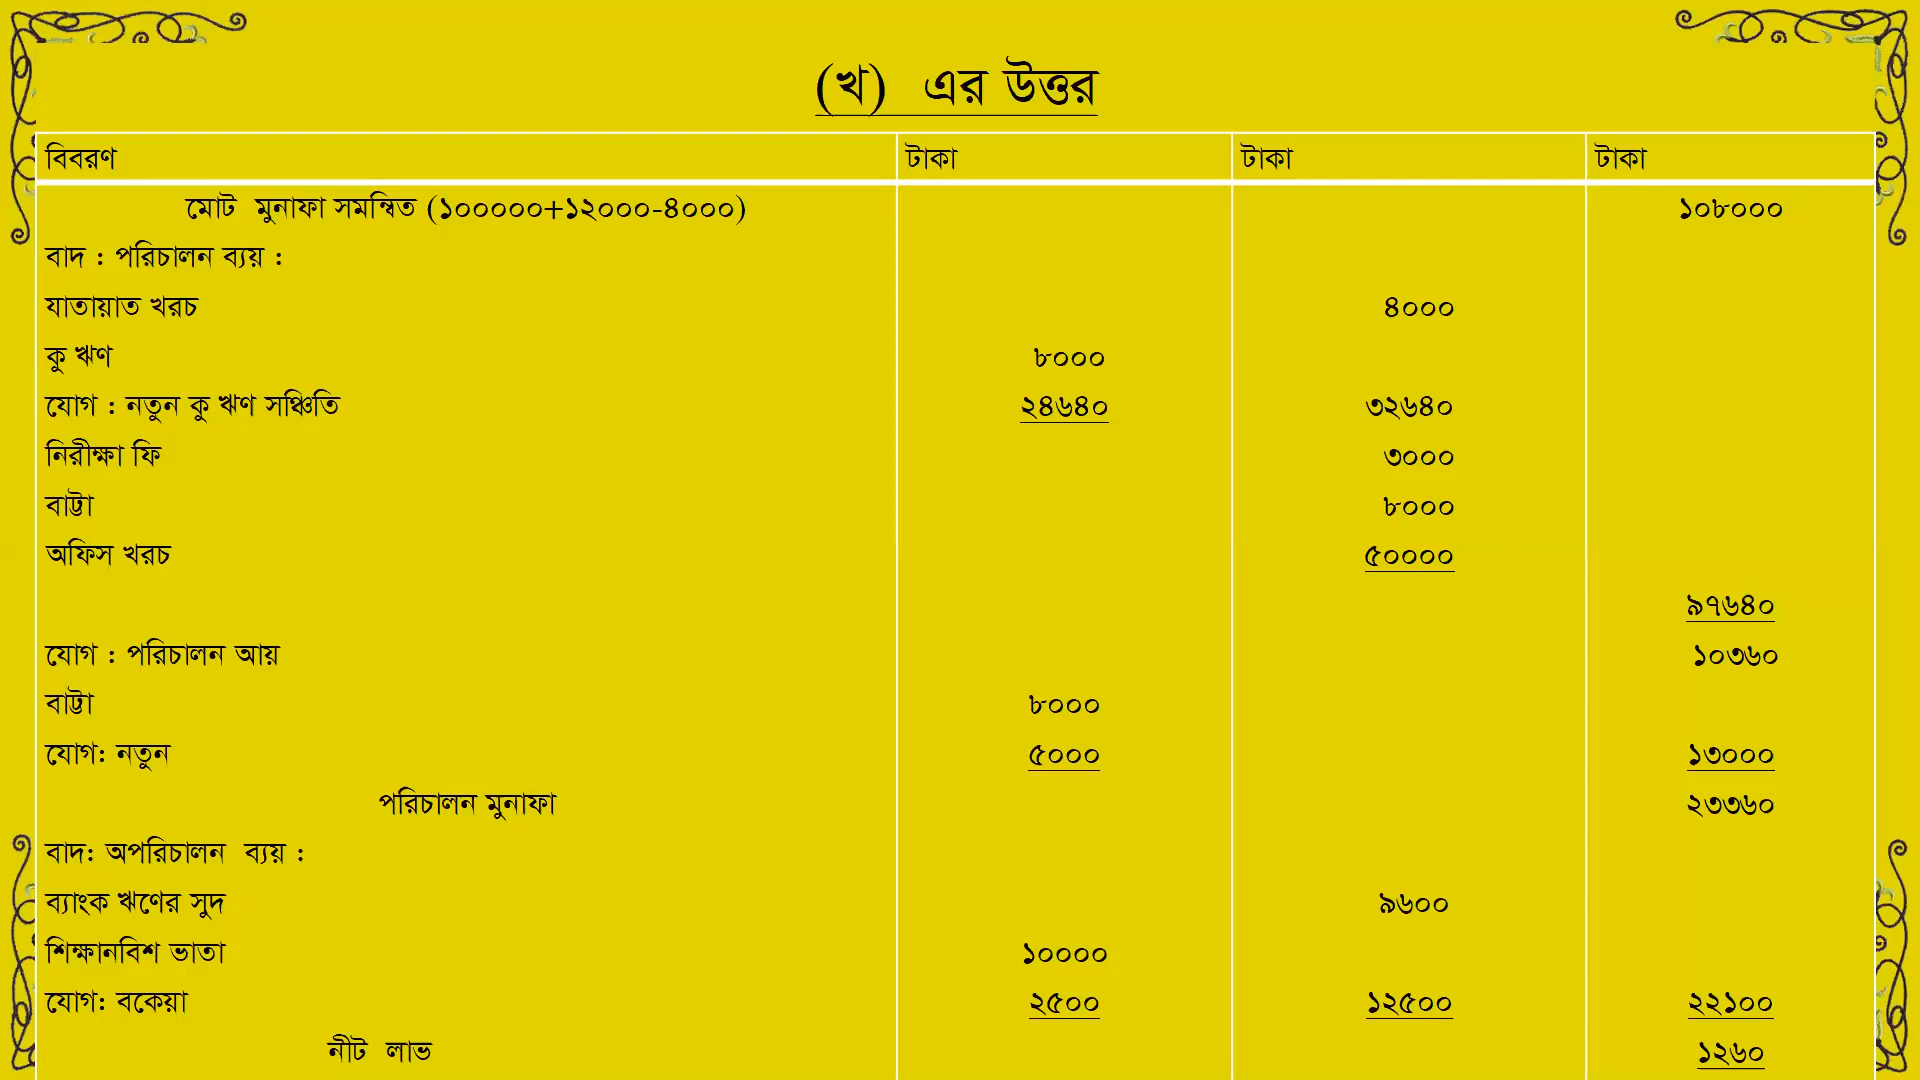 (খ) এর উত্তর
বিবরণ টাকা টাকা টাকা
মোট মুনাফা সমন্বিত (১০০০০০+১২০০০-৪০০০) ১০৮০০০
বাদ : পরিচালন ব্যয় :
যাতায়াত খরচ ৪০০০
কু ঋণ ৮০০০
যোগ : নতুন কু ঋণ সঞ্চিতি ২৪৬৪০ ৩২৬৪০
নিরীক্ষা ফি ৩০০০
বাট্টা ৮০০০
অফিস খরচ ৫০০০০
৯৭৬৪০
যোগ : পরিচালন আয় ১০৩৬০
বাট্টা ৮০০০
যোগ: নতুন ৫০০০ ১৩০০০
পরিচালন মুনাফা ২৩৩৬০
বাদ: অপরিচালন ব্যয় :
ব্যাংক ঋণের সুদ ৯৬০০
শিক্ষানবিশ ভাতা ১০০০০
যোগ: বকেয়া ২৫০০ ১২৫০০ ২২১০০
নীট লাভ ১২৬০